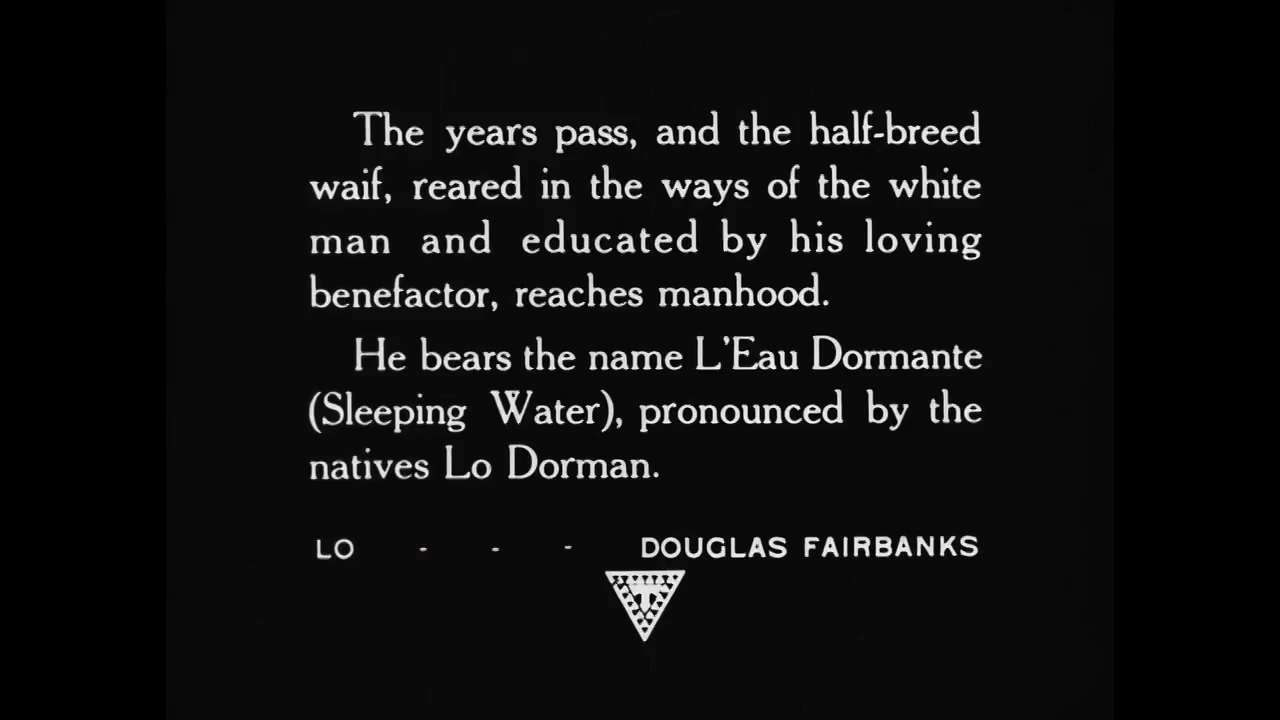 The years pass, and the half-breed
waif, reared in the ways of the white
man and educated by his loving
benefactor, reaches manhood.
He bears the name L'Eau Dormante
(Sleeping Water), pronounced by the
natives Lo Dorman.
LO - - - DOUGLAS FAIRBANKS